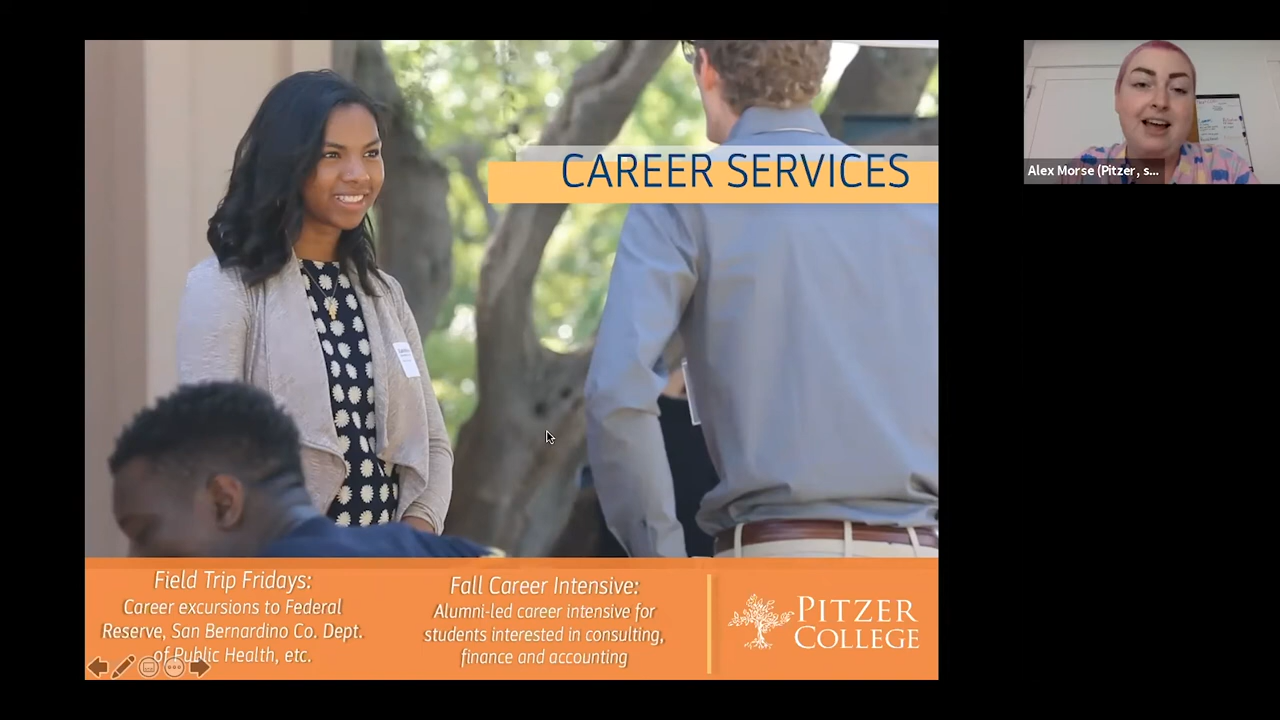 CAREER SERVICES
Alex Morse (Pitzer, s...
Field Trip Fridays:
Career excursions to Federal
Reserve, San Bernardino Co. Dept.
of Public Health, etc.
Fall Career Intensive:
Alumni-led career intensive for
students interested in consulting,
finance and accounting
PITZER
COLLEGE